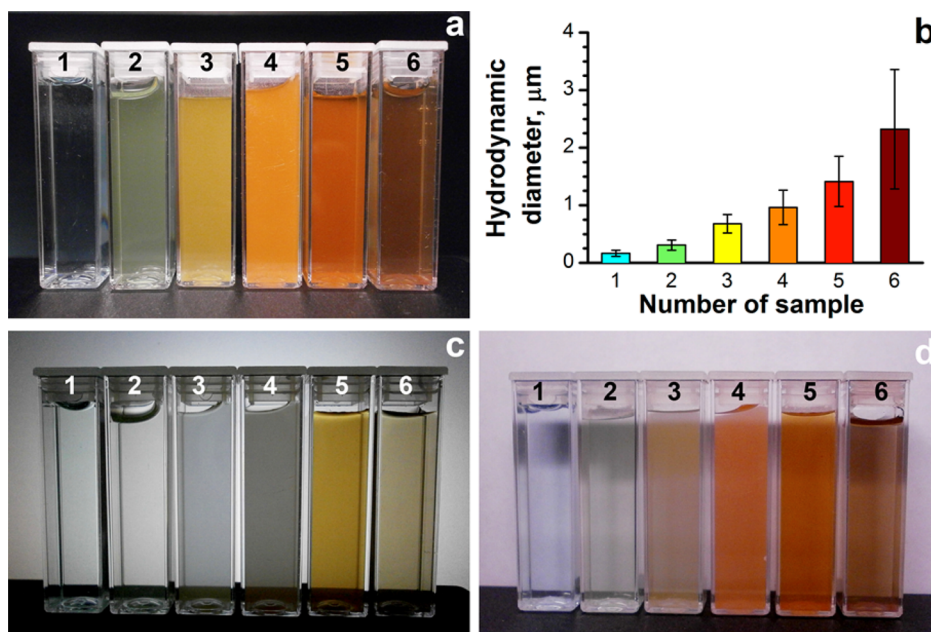 a
1 2 3 4 5 6
b
Hydrodynamic
diameter, μm
4
3
2
1
0
1 2 3 4 5 6
Number of sample
c
1 2 3 4 5 6
d
1 2 3 4 5 6